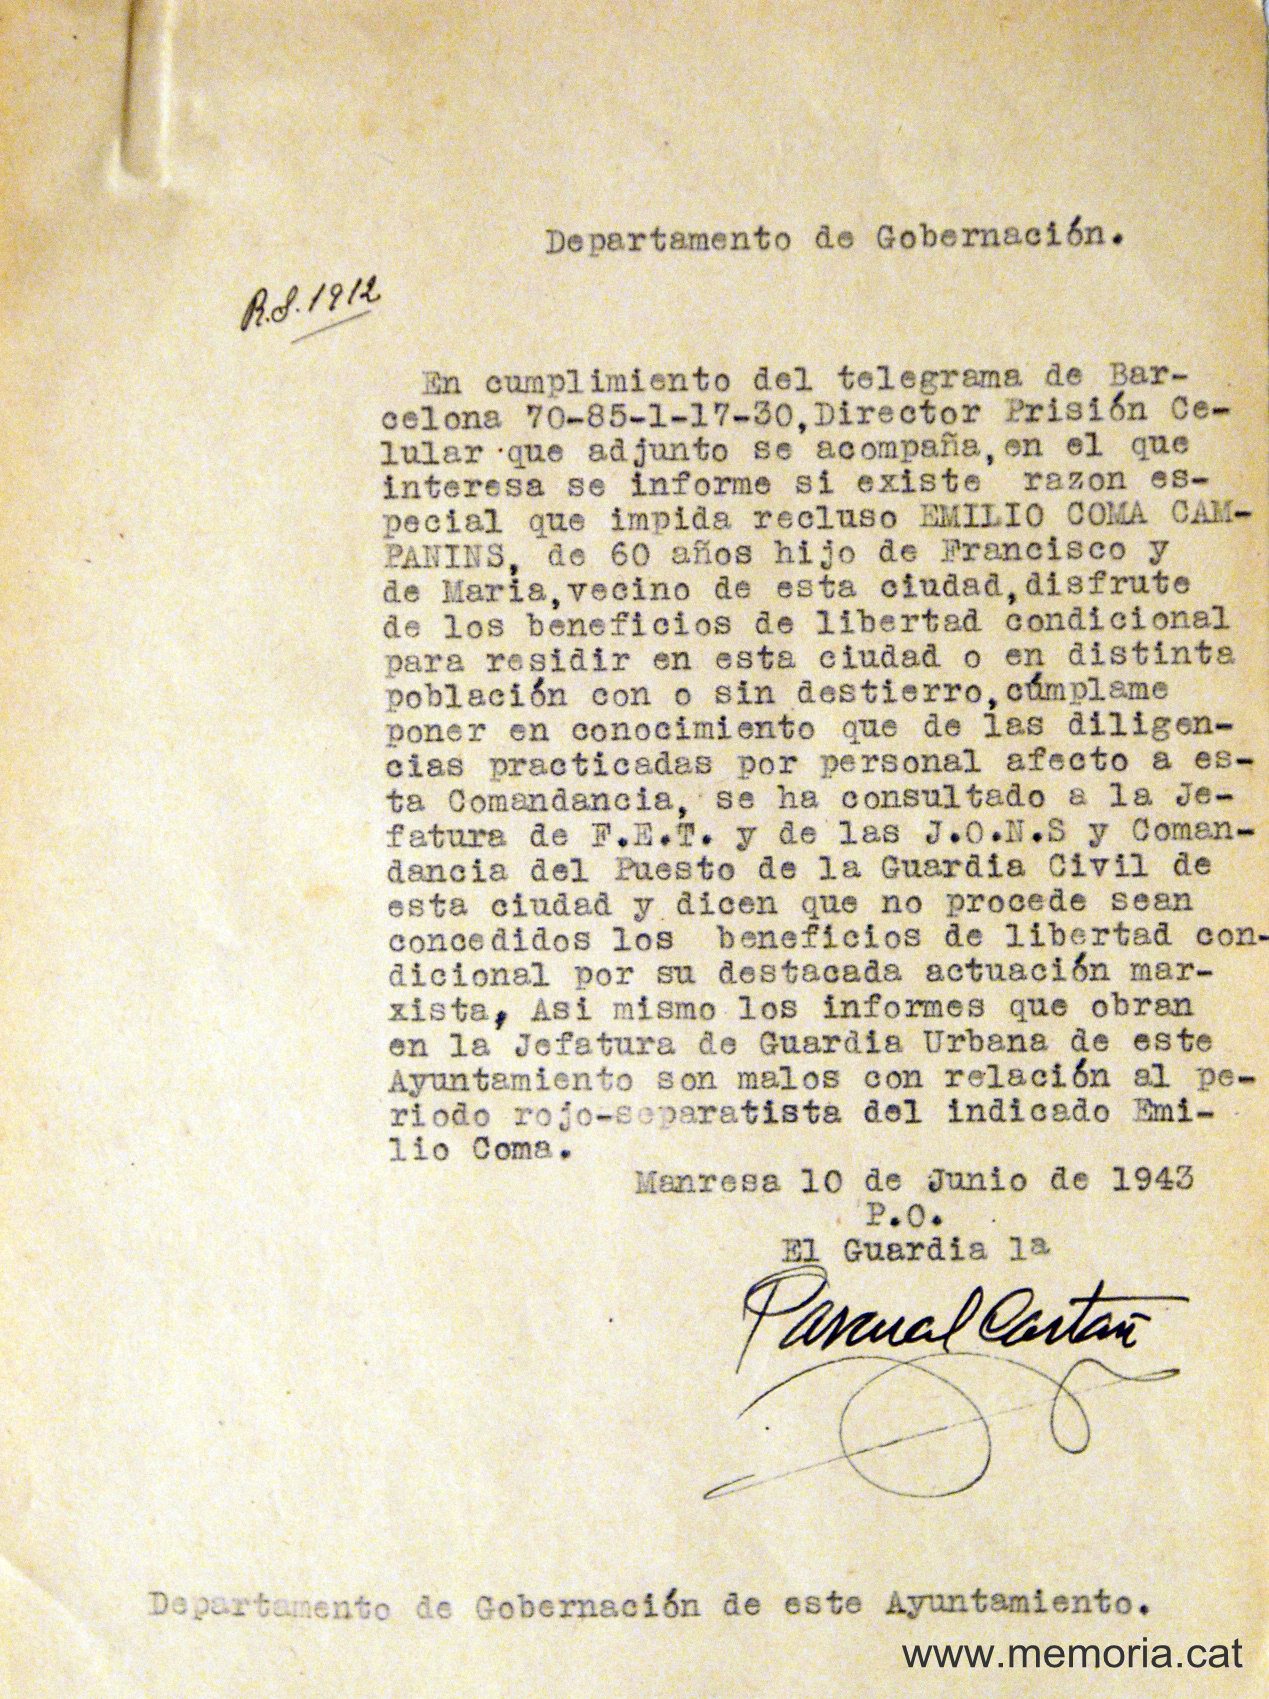 Departamento de Gobernación.
R.S. 1912
En cumplimiento del telegrama de Bar-
celona 70-85-1-17-30,Director Prisión Ce-
lular que adjunto se acompaña,en el que
interesa se informe si existe razon es-
pecial que impida recluso EMILIO COMA CAM-
PANINS, de 60 años hijo de Francisco y
de Maria,vecino de esta ciudad,disfrute
de los beneficios de libertad condicional
para residir en esta ciudad o en distinta
población con o sin destierro,cúmplame
poner en conocimiento que de las diligen-
cias practicadas por personal afecto a es-
ta Comandancia, se ha consultado a la Je-
fatura de F.E.T. y de las J.O.N.S y Coman-
dancia del Puesto de la Guardia Civil de
esta ciudad y dicen que no procede sean
concedidos los beneficios de libertad con-
dicional por su destacada actuación mar-
xista, Asi mismo los informes que obran
en la Jefatura de Guardia Urbana de este
Ayuntamiento son malos con relación al pe-
riodo rojo-separatista del indicado Emi-
lio Coma.
Manresa 10 de Junio de 1943
P.O.
El Guardia 1ª
Pascual Castañ
Departamento de Gobernación de este Ayuntamiento.
www.memoria.cat